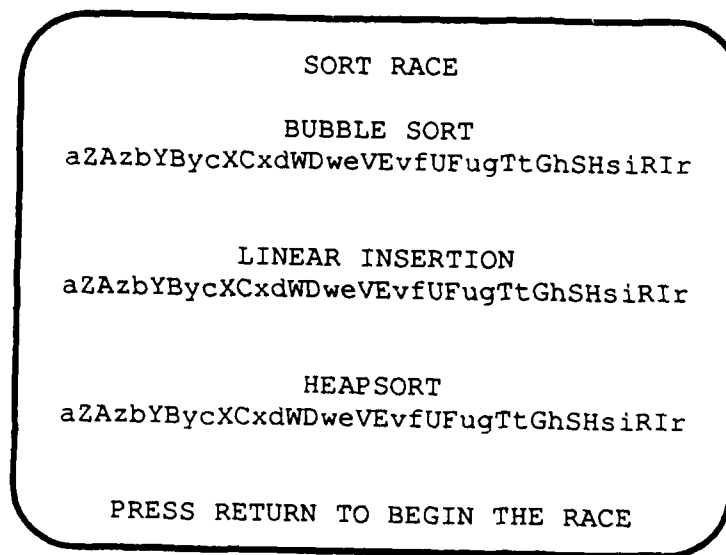 SORT RACE
BUBBLE SORT
aZAzbYBycXCxdWDweVEvfUFugTtGhSHsiRIr
LINEAR INSERTION
aZAzbYBycXCxdWDweVEvfUFugTtGhSHsiRIr
HEAPSORT
aZAzbYBycXCxdWDweVEvfUFugTtGhSHsiRIr
PRESS RETURN TO BEGIN THE RACE